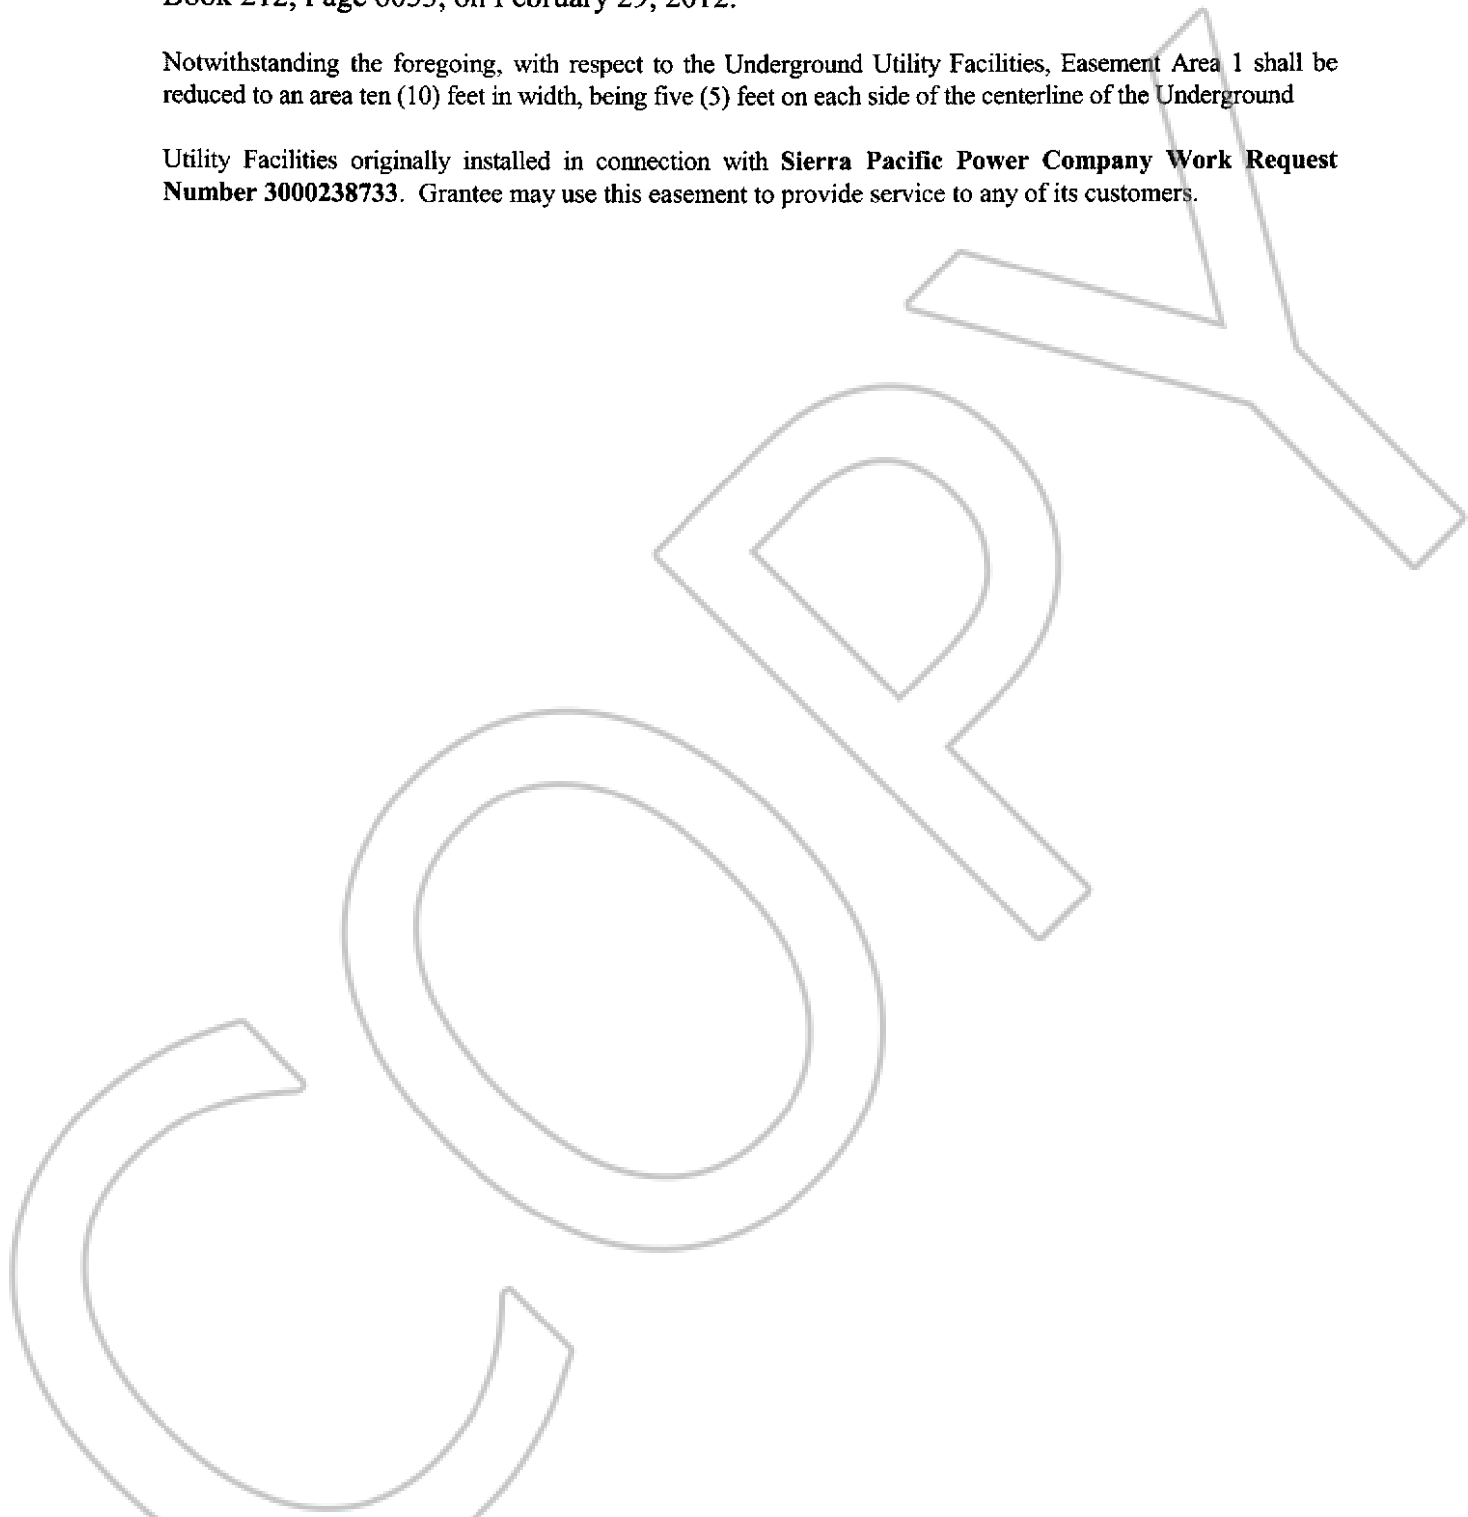 Notwithstanding the foregoing, with respect to the Underground Utility Facilities, Easement Area 1 shall be
reduced to an area ten (10) feet in width, being five (5) feet on each side of the centerline of the Underground
Utility Facilities originally installed in connection with Sierra Pacific Power Company Work Request
Number 3000238733. Grantee may use this easement to provide service to any of its customers.
COPY